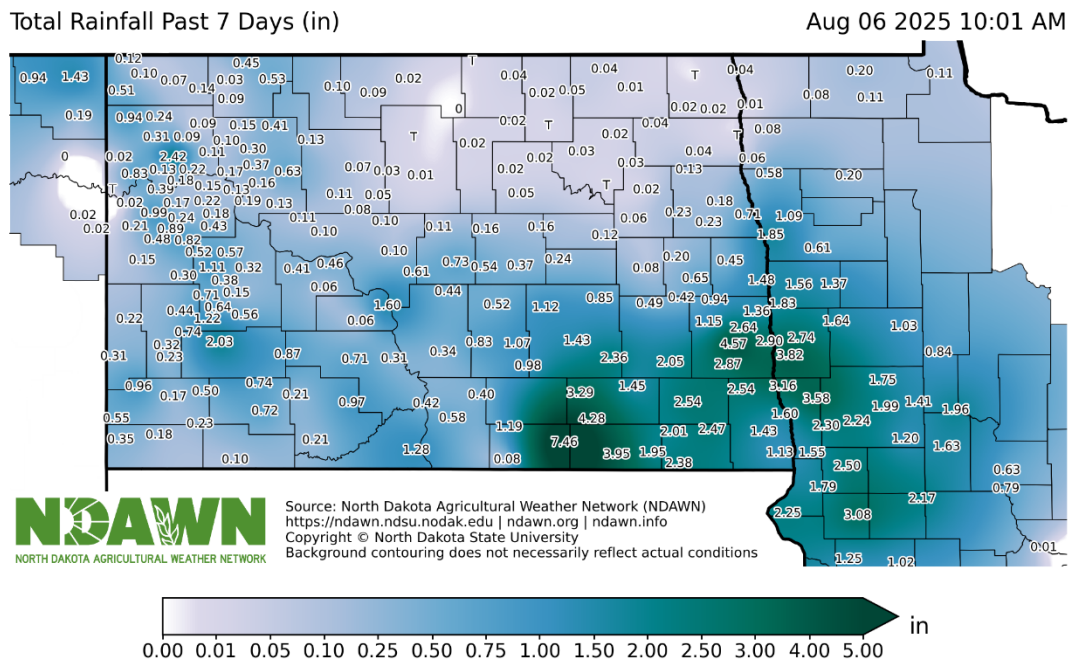 Total Rainfall Past 7 Days (in) Aug 06 2025 10:01 AM
0.12 0.45 T
0.94 1.43 0.10 0.07 0.14 0.03 0.53 0.10 0.09 0.02 0.04 0.04 T 0.04 0.20 0.11
0.51 0.09 0.02 0.05 0.01 0.08 0.11
0.19 0.94 0.24 0 0.02 0.02 0.01
0.09 0.15 0.41 0.02 T 0.04 0.08
0.31 0.09 0.10 0.13 T 0.02 0.02 T
0 0.02 2.42 0.11 0.30 0.02 0.03 0.04 0.06
0.83 0.13 0.22 0.17 0.37 0.63 0.07 0.03 0.01 0.02 0.03 0.13 0.58 0.20
T 0.39 0.18 0.15 0.13 0.16 0.11 0.05 0.05 T 0.02
0.02 0.02 0.17 0.22 0.19 0.13 0.08 0.18
0.02 0.21 0.99 0.24 0.18 0.11 0.10 0.11 0.16 0.16 0.06 0.23 0.23 0.71 1.09
0.89 0.43 0.10 0.12 1.85
0.48 0.82
0.15 0.52 0.57 0.10 0.73 0.54 0.37 0.24 0.20 0.45 0.61
0.30 1.11 0.32 0.41 0.46 0.61 0.08 0.65 1.48 1.56 1.37
0.38 0.06 0.44
0.71 0.15 1.60 0.52 1.12 0.85 0.49 0.42 0.94 1.83
0.22 0.44 0.64 1.22 0.56 0.06 1.15 1.36 1.64 1.03
0.74 2.64
0.31 0.32 0.23 2.03 0.87 0.71 0.31 0.34 0.83 1.07 1.43 2.36 2.05 4.57 2.90 2.74 0.84
0.98 2.87 3.82
0.96 0.17 0.50 0.74 0.21 0.97 0.42 0.40 3.29 1.45 2.54 2.54 3.16 3.58 1.75
0.55 0.23 0.72 0.58 1.19 4.28 1.60 2.30 2.24 1.99 1.41 1.96
0.35 0.18 0.21 7.46 2.01 2.47 1.43 1.20 1.63
0.10 1.28 0.08 3.95 1.95 2.38 1.13 1.55 2.50 0.63
1.79 2.17 0.79
2.25 3.08
0.01
1.25 1.02
NDAWN
NORTH DAKOTA AGRICULTURAL WEATHER NETWORK
Source: North Dakota Agricultural Weather Network (NDAWN)
https://ndawn.ndsu.nodak.edu | ndawn.org | ndawn.info
Copyright © North Dakota State University
Background contouring does not necessarily reflect actual conditions
0.00 0.01 0.05 0.10 0.25 0.50 0.75 1.00 1.50 2.00 2.50 3.00 4.00 5.00 in